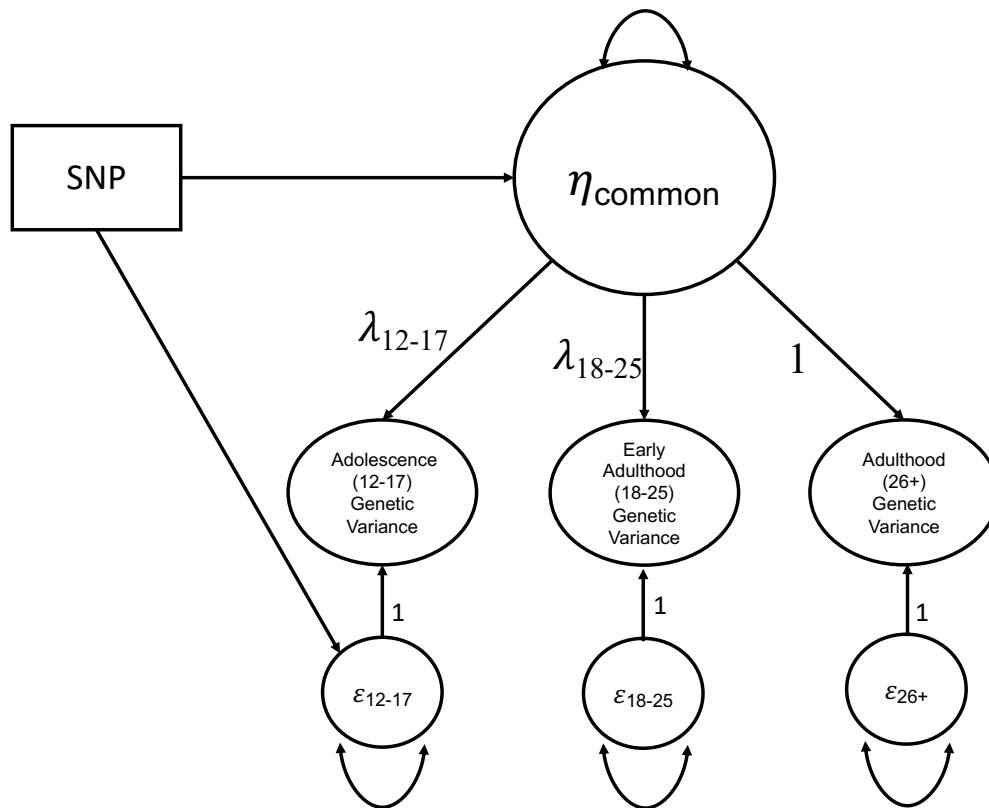 SNP
η common
λ 12-17
λ 18-25
1
Adolescence
(12-17)
Genetic
Variance
Early
Adulthood
(18-25)
Genetic
Variance
Adulthood
(26+)
Genetic
Variance
1
1
1
ε 12-17
ε 18-25
ε 26+